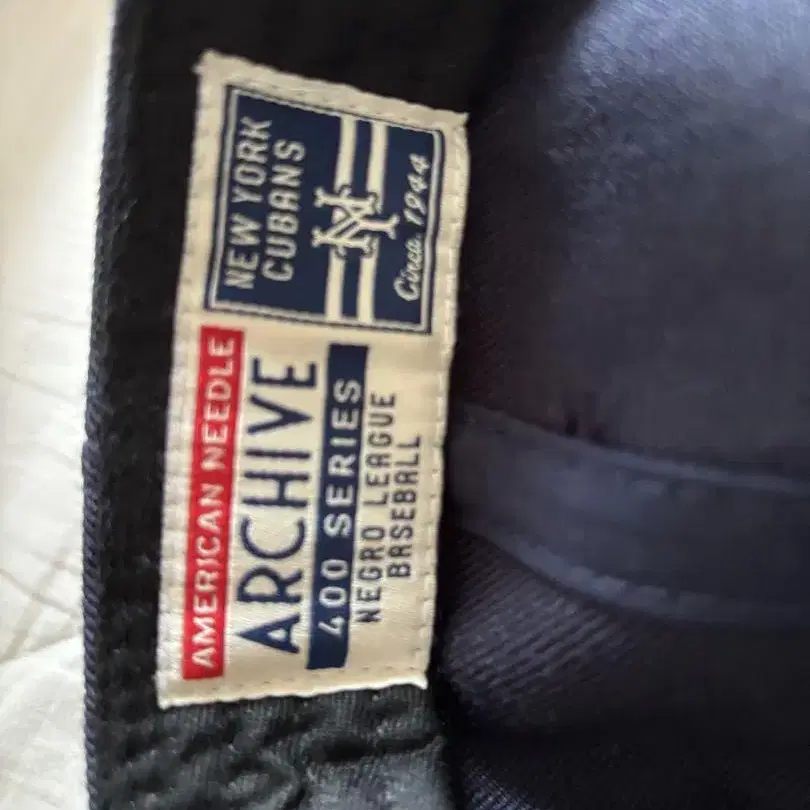 AMERICAN NEEDLE
ARCHIVE
400 SERIES
NEGRO LEAGUE
BASEBALL
NEW YORK
CUBANS
NY
Circa 1944